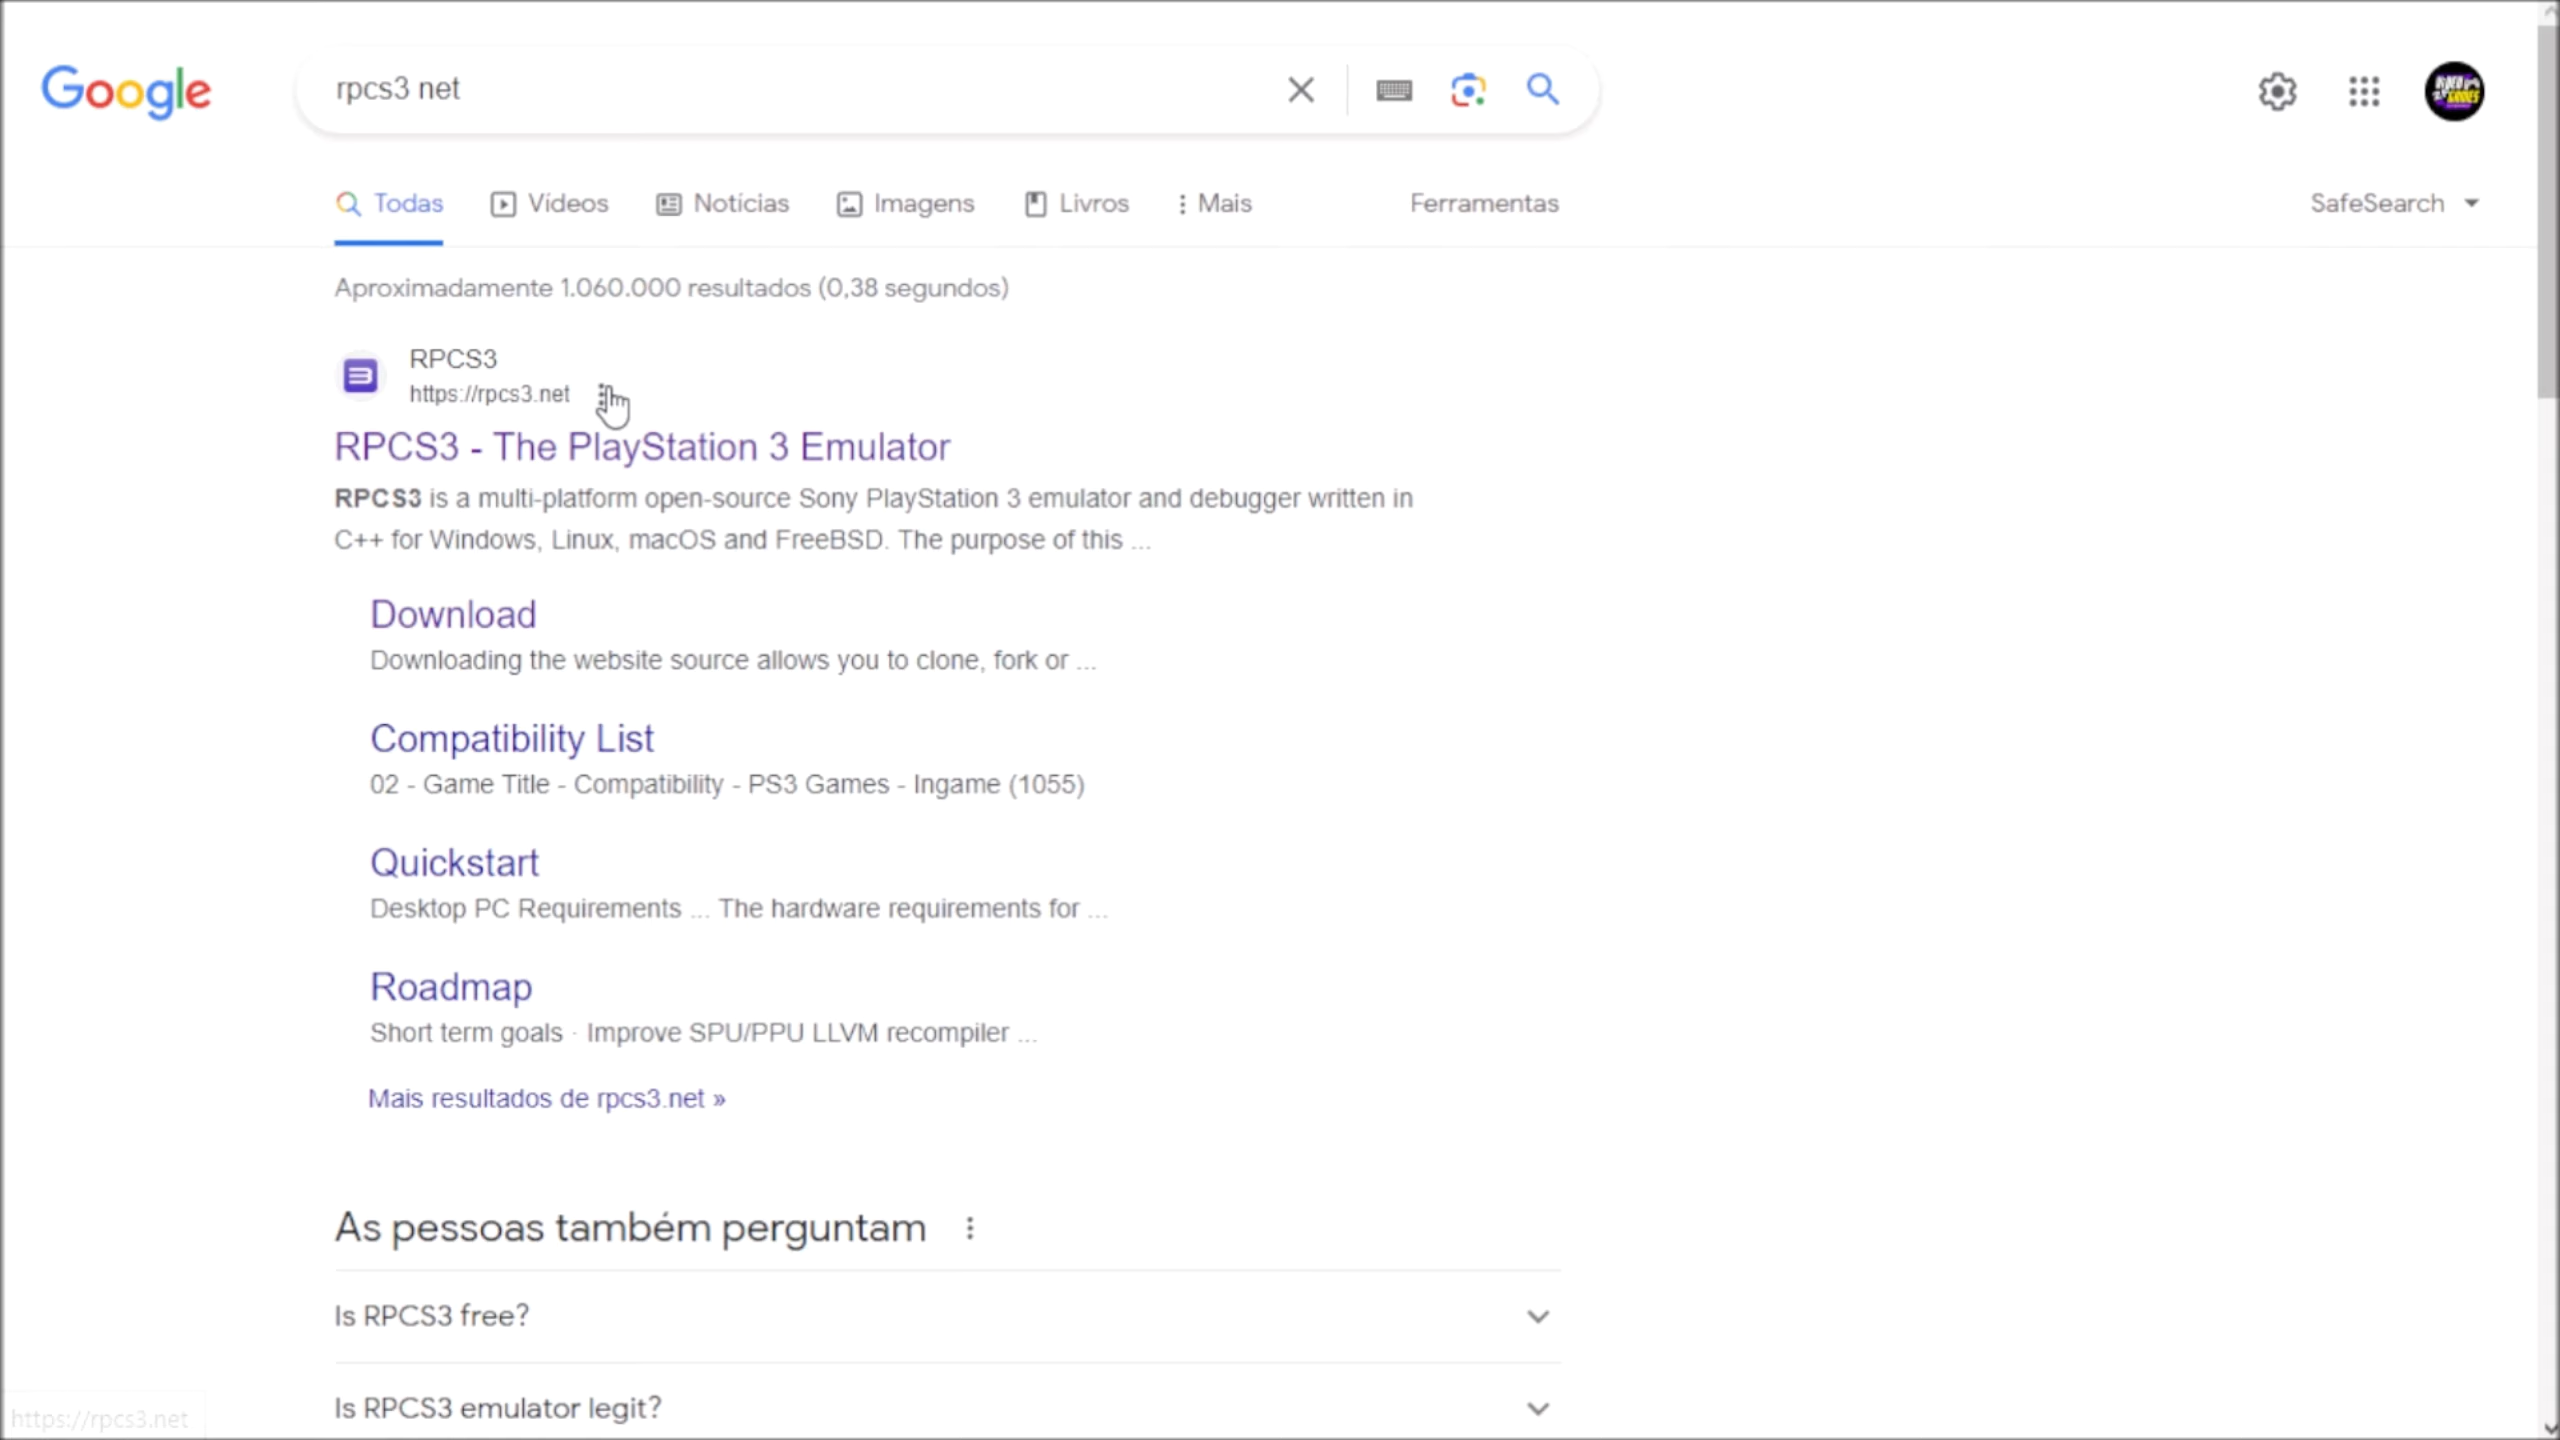 Google
rpcs3 net
Todas
Vídeos
Notícias
Imagens
Livros
Mais
Ferramentas
SafeSearch
Aproximadamente 1.060.000 resultados (0,38 segundos)
RPCS3
https://rpcs3.net
RPCS3 - The PlayStation 3 Emulator
RPCS3 is a multi-platform open-source Sony PlayStation 3 emulator and debugger written in
C++ for Windows, Linux, macOS and FreeBSD. The purpose of this ...
Download
Downloading the website source allows you to clone, fork or ...
Compatibility List
02 - Game Title - Compatibility - PS3 Games - Ingame (1055)
Quickstart
Desktop PC Requirements ... The hardware requirements for ...
Roadmap
Short term goals · Improve SPU/PPU LLVM recompiler ...
Mais resultados de rpcs3.net »
As pessoas também perguntam
Is RPCS3 free?
Is RPCS3 emulator legit?
https://rpcs3.net